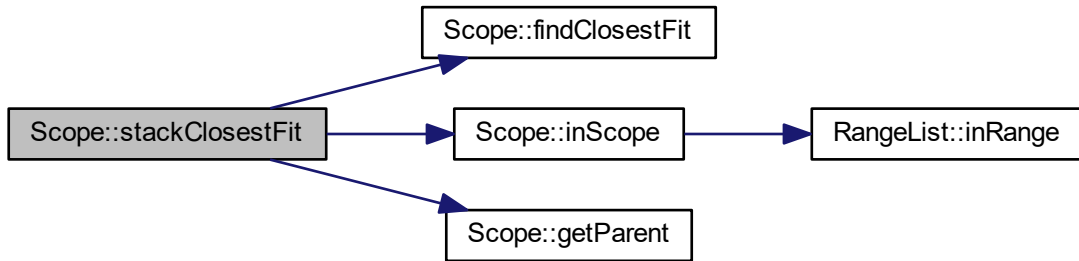 Scope::findClosestFit
Scope::stackClosestFit
Scope::inScope
RangeList::inRange
Scope::getParent